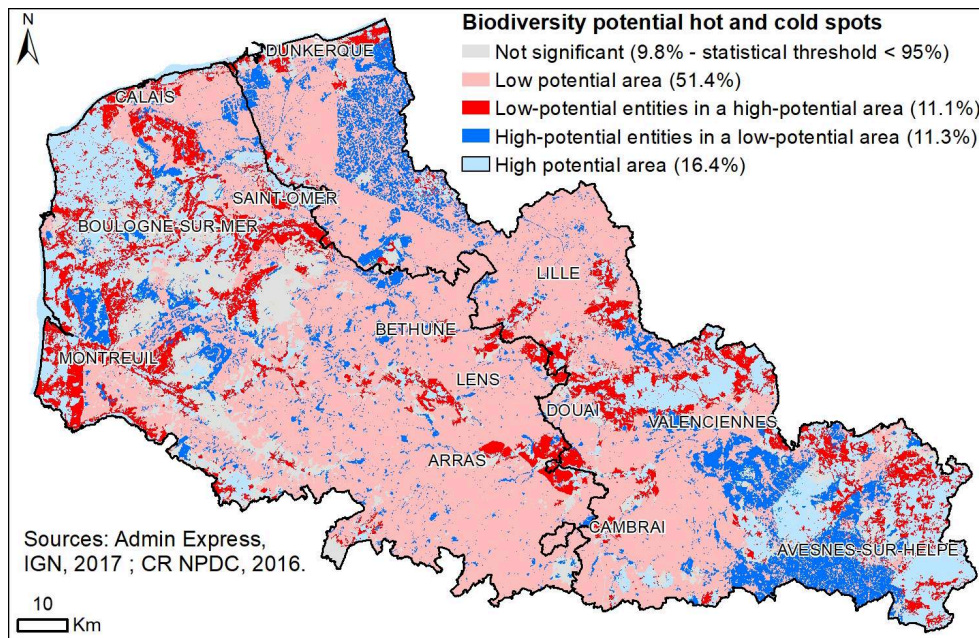 N
Biodiversity potential hot and cold spots
Not significant (9.8% - statistical threshold < 95%)
Low potential area (51.4%)
Low-potential entities in a high-potential area (11.1%)
High-potential entities in a low-potential area (11.3%)
High potential area (16.4%)
DUNKERQUE
CALAIS
SAINT-OMER
BOULOGNE-SUR-MER
LILLE
BETHUNE
MONTREUIL
LENS
DOUAI
VALENCIENNES
ARRAS
CAMBRAI
AVESNES-SUR-HELPE
Sources: Admin Express,
IGN, 2017 ; CR NPDC, 2016.
10
Km